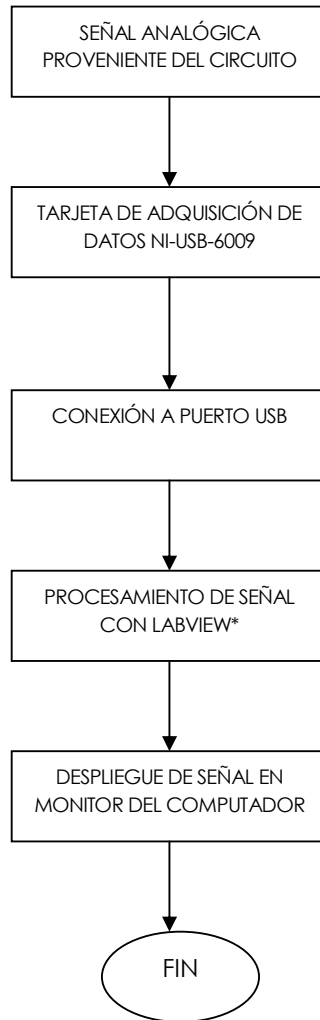 SEÑAL ANALÓGICA
PROVENIENTE DEL CIRCUITO
TARJETA DE ADQUISICIÓN DE
DATOS NI-USB-6009
CONEXIÓN A PUERTO USB
PROCESAMIENTO DE SEÑAL
CON LABVIEW*
DESPLIEGUE DE SEÑAL EN
MONITOR DEL COMPUTADOR
FIN